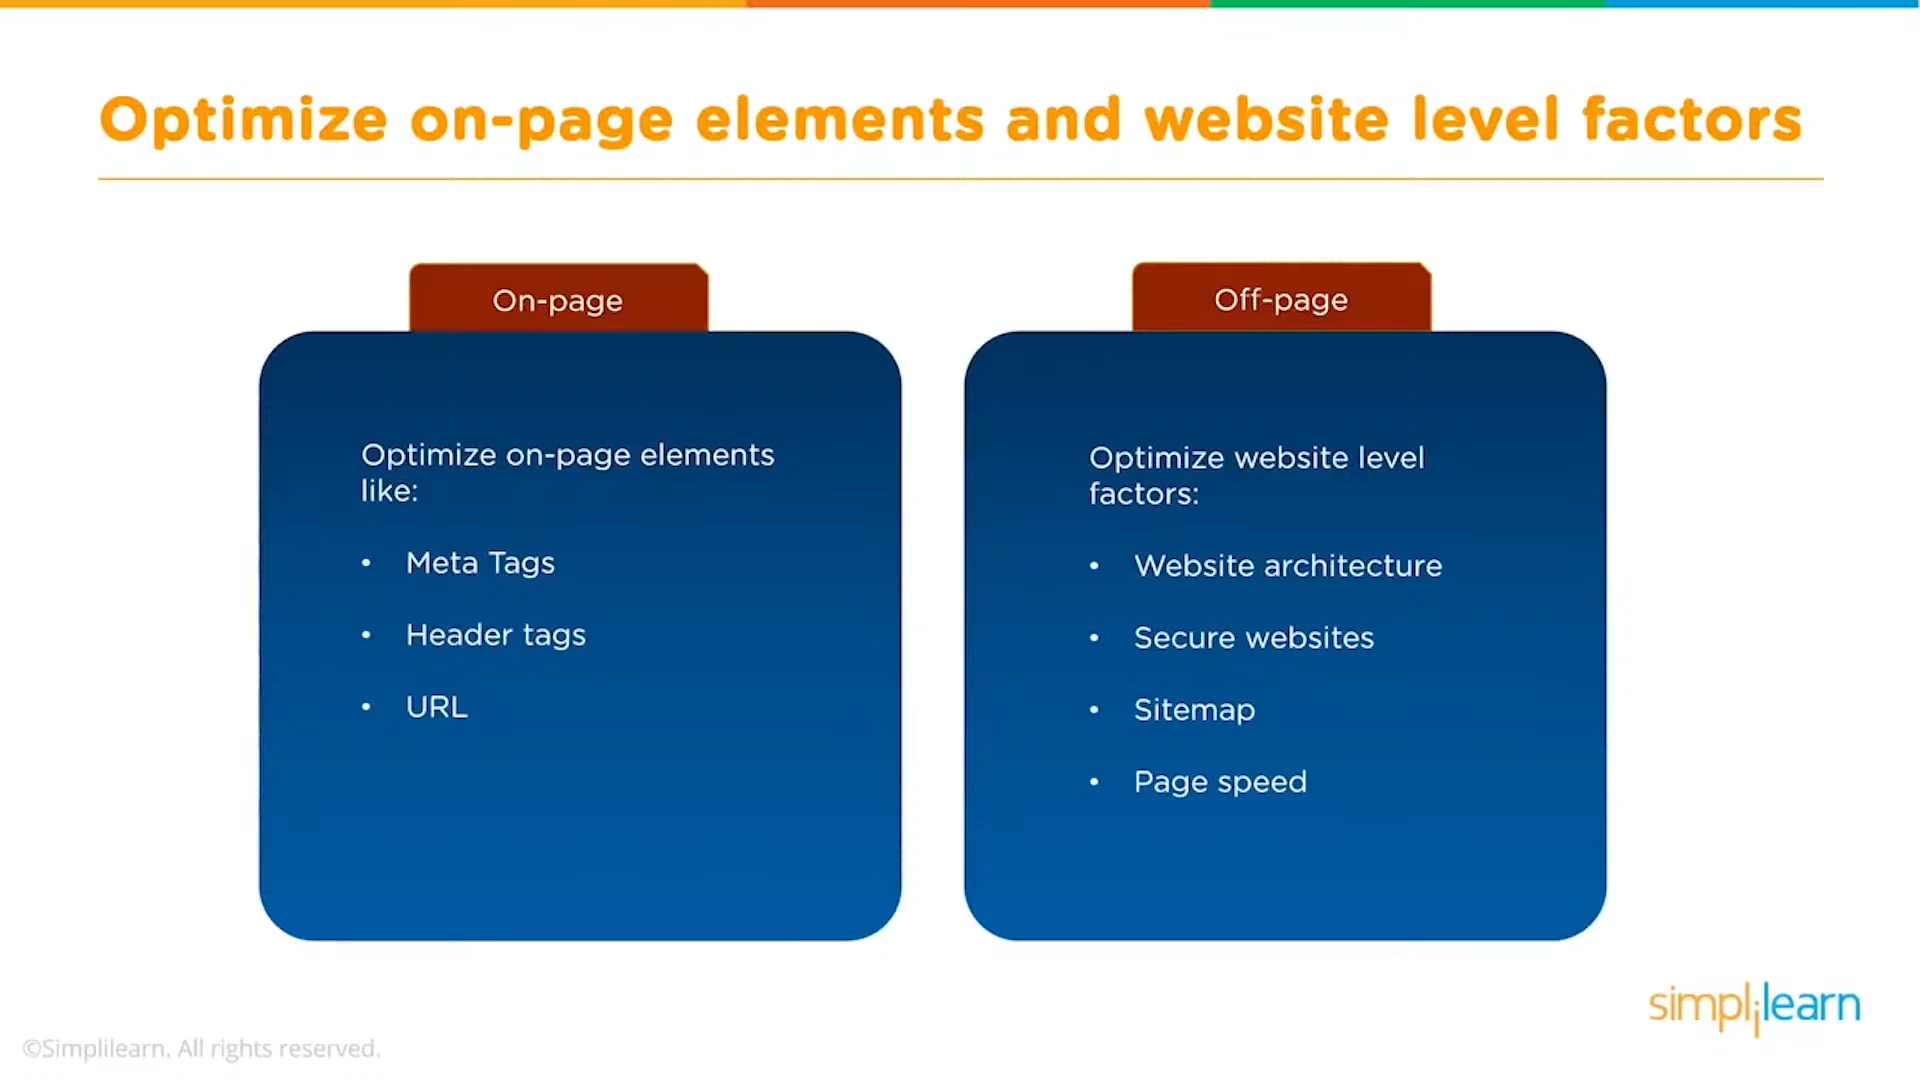 Optimize on-page elements and website level factors
On-page
Optimize on-page elements
like:
• Meta Tags
• Header tags
• URL
Off-page
Optimize website level
factors:
• Website architecture
• Secure websites
• Sitemap
• Page speed
simplilearn
©Simplilearn. All rights reserved.